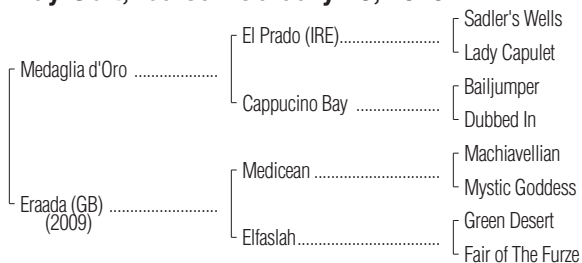 Sadler's Wells
El Prado (IRE)....................
Lady Capulet
Medaglia d'Oro .................
Bailjumper
Cappucino Bay .................
Dubbed In
Machiavellian
Medicean .........................
Mystic Goddess
Eraada (GB) ......................
(2009)
Green Desert
Elfaslah.............................
Fair of The Furze